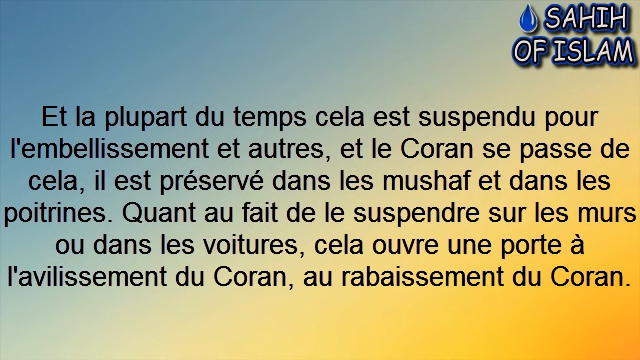 SAHIH
OF ISLAM
Et la plupart du temps cela est suspendu pour
l'embellissement et autres, et le Coran se passe de
cela, il est préservé dans les mushaf et dans les
poitrines. Quant au fait de le suspendre sur les murs
ou dans les voitures, cela ouvre une porte à
l'avilissement du Coran, au rabaissement du Coran.